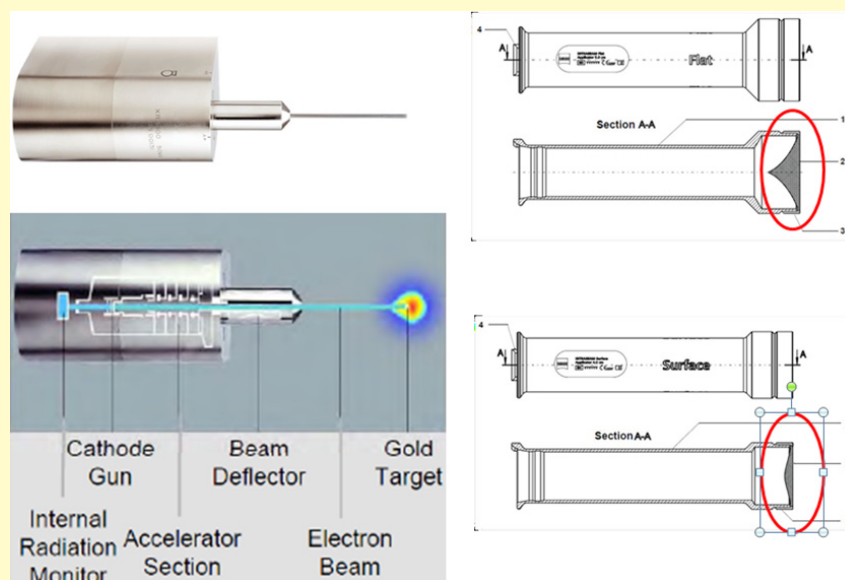 Cathode
Gun
Beam
Deflector
Gold
Target
Internal
Radiation
Monitor
Accelerator
Section
Electron
Beam
4
A
A
Flat
Section A-A
1
2
3
4
A
A
Surface
Section A-A